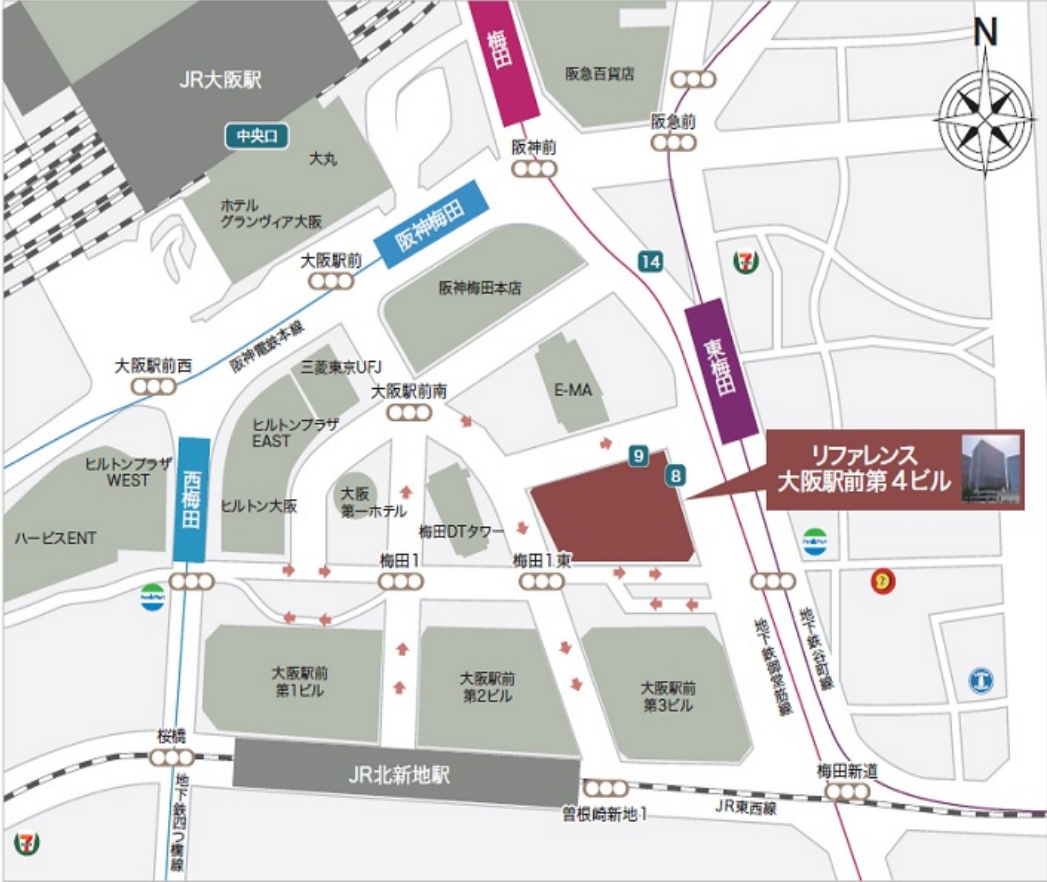 梅田
N
JR大阪駅
阪急百貨店
中央口
阪急前
大丸
阪神前
ホテル
グランヴィア大阪
阪神梅田
大阪駅前
14
7
阪神梅田本店
阪神電鉄本線
東梅田
大阪駅前西
三菱東京UFJ
大阪駅前南
E-MA
ヒルトンプラザ
EAST
リファレンス
大阪駅前第4ビル
9
8
ヒルトンプラザ
WEST
西梅田
ヒルトン大阪
大阪
第一ホテル
梅田DTタワー
ハービスENT
梅田1
梅田1東
FamilyMart
FamilyMart
?
地下鉄御堂筋線
地下鉄谷町線
大阪駅前
第1ビル
大阪駅前
第2ビル
大阪駅前
第3ビル
桜橋
JR北新地駅
梅田新道
地下鉄四つ橋線
曽根崎新地1
JR東西線
7